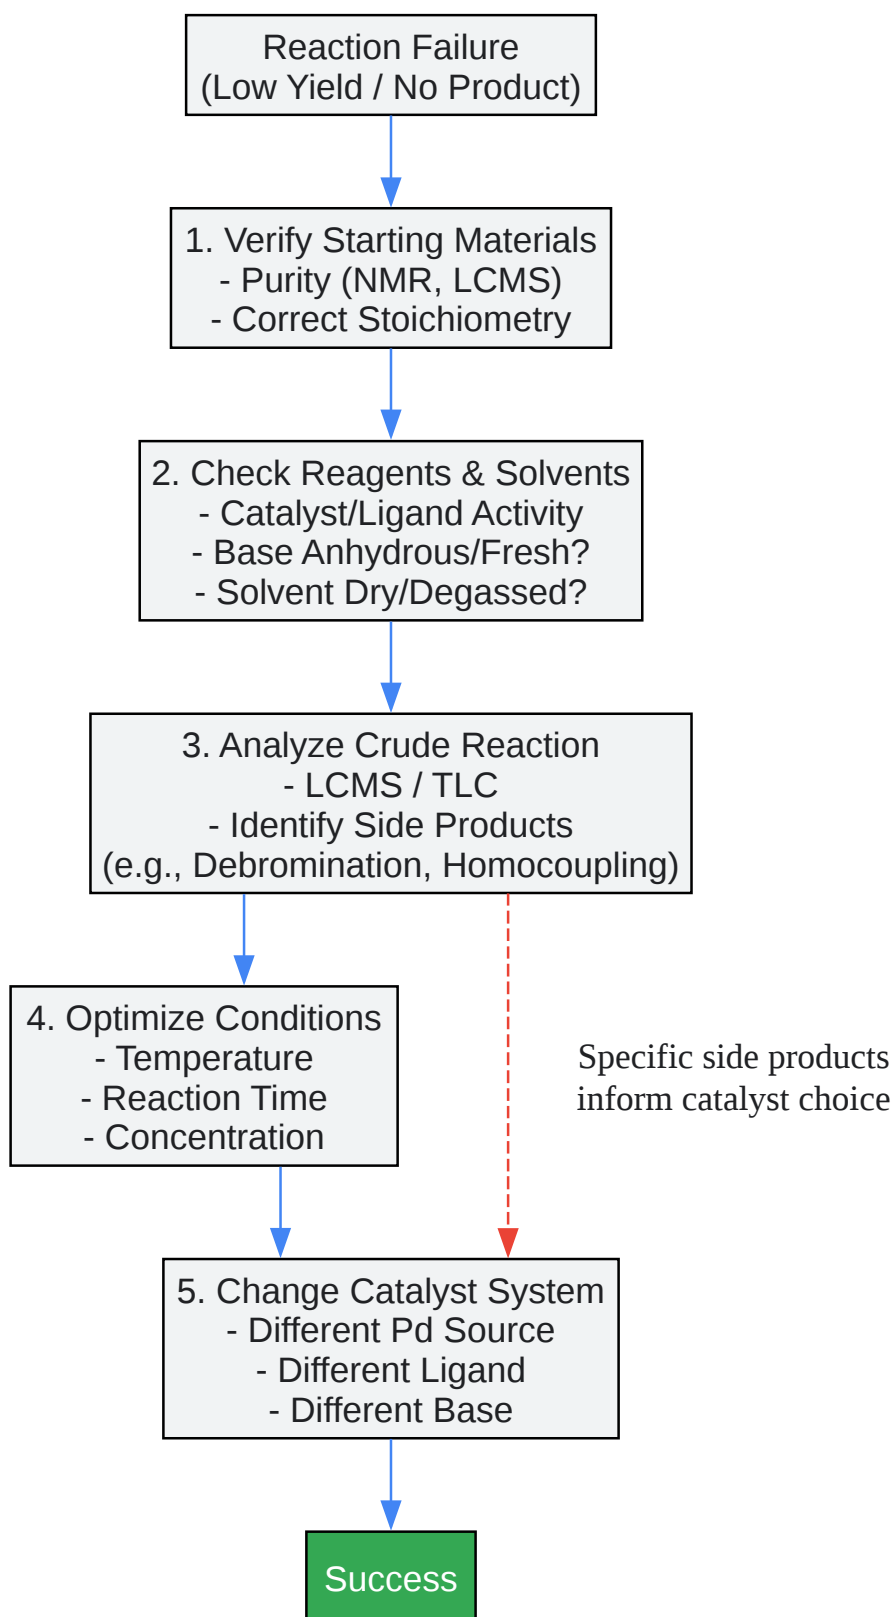 Reaction Failure
(Low Yield / No Product)
1. Verify Starting Materials
- Purity (NMR, LCMS)
- Correct Stoichiometry
2. Check Reagents & Solvents
- Catalyst/Ligand Activity
- Base Anhydrous/Fresh?
- Solvent Dry/Degassed?
3. Analyze Crude Reaction
- LCMS / TLC
- Identify Side Products
(e.g., Debromination, Homocoupling)
4. Optimize Conditions
- Temperature
- Reaction Time
- Concentration
Specific side products
inform catalyst choice
5. Change Catalyst System
- Different Pd Source
- Different Ligand
- Different Base
Success